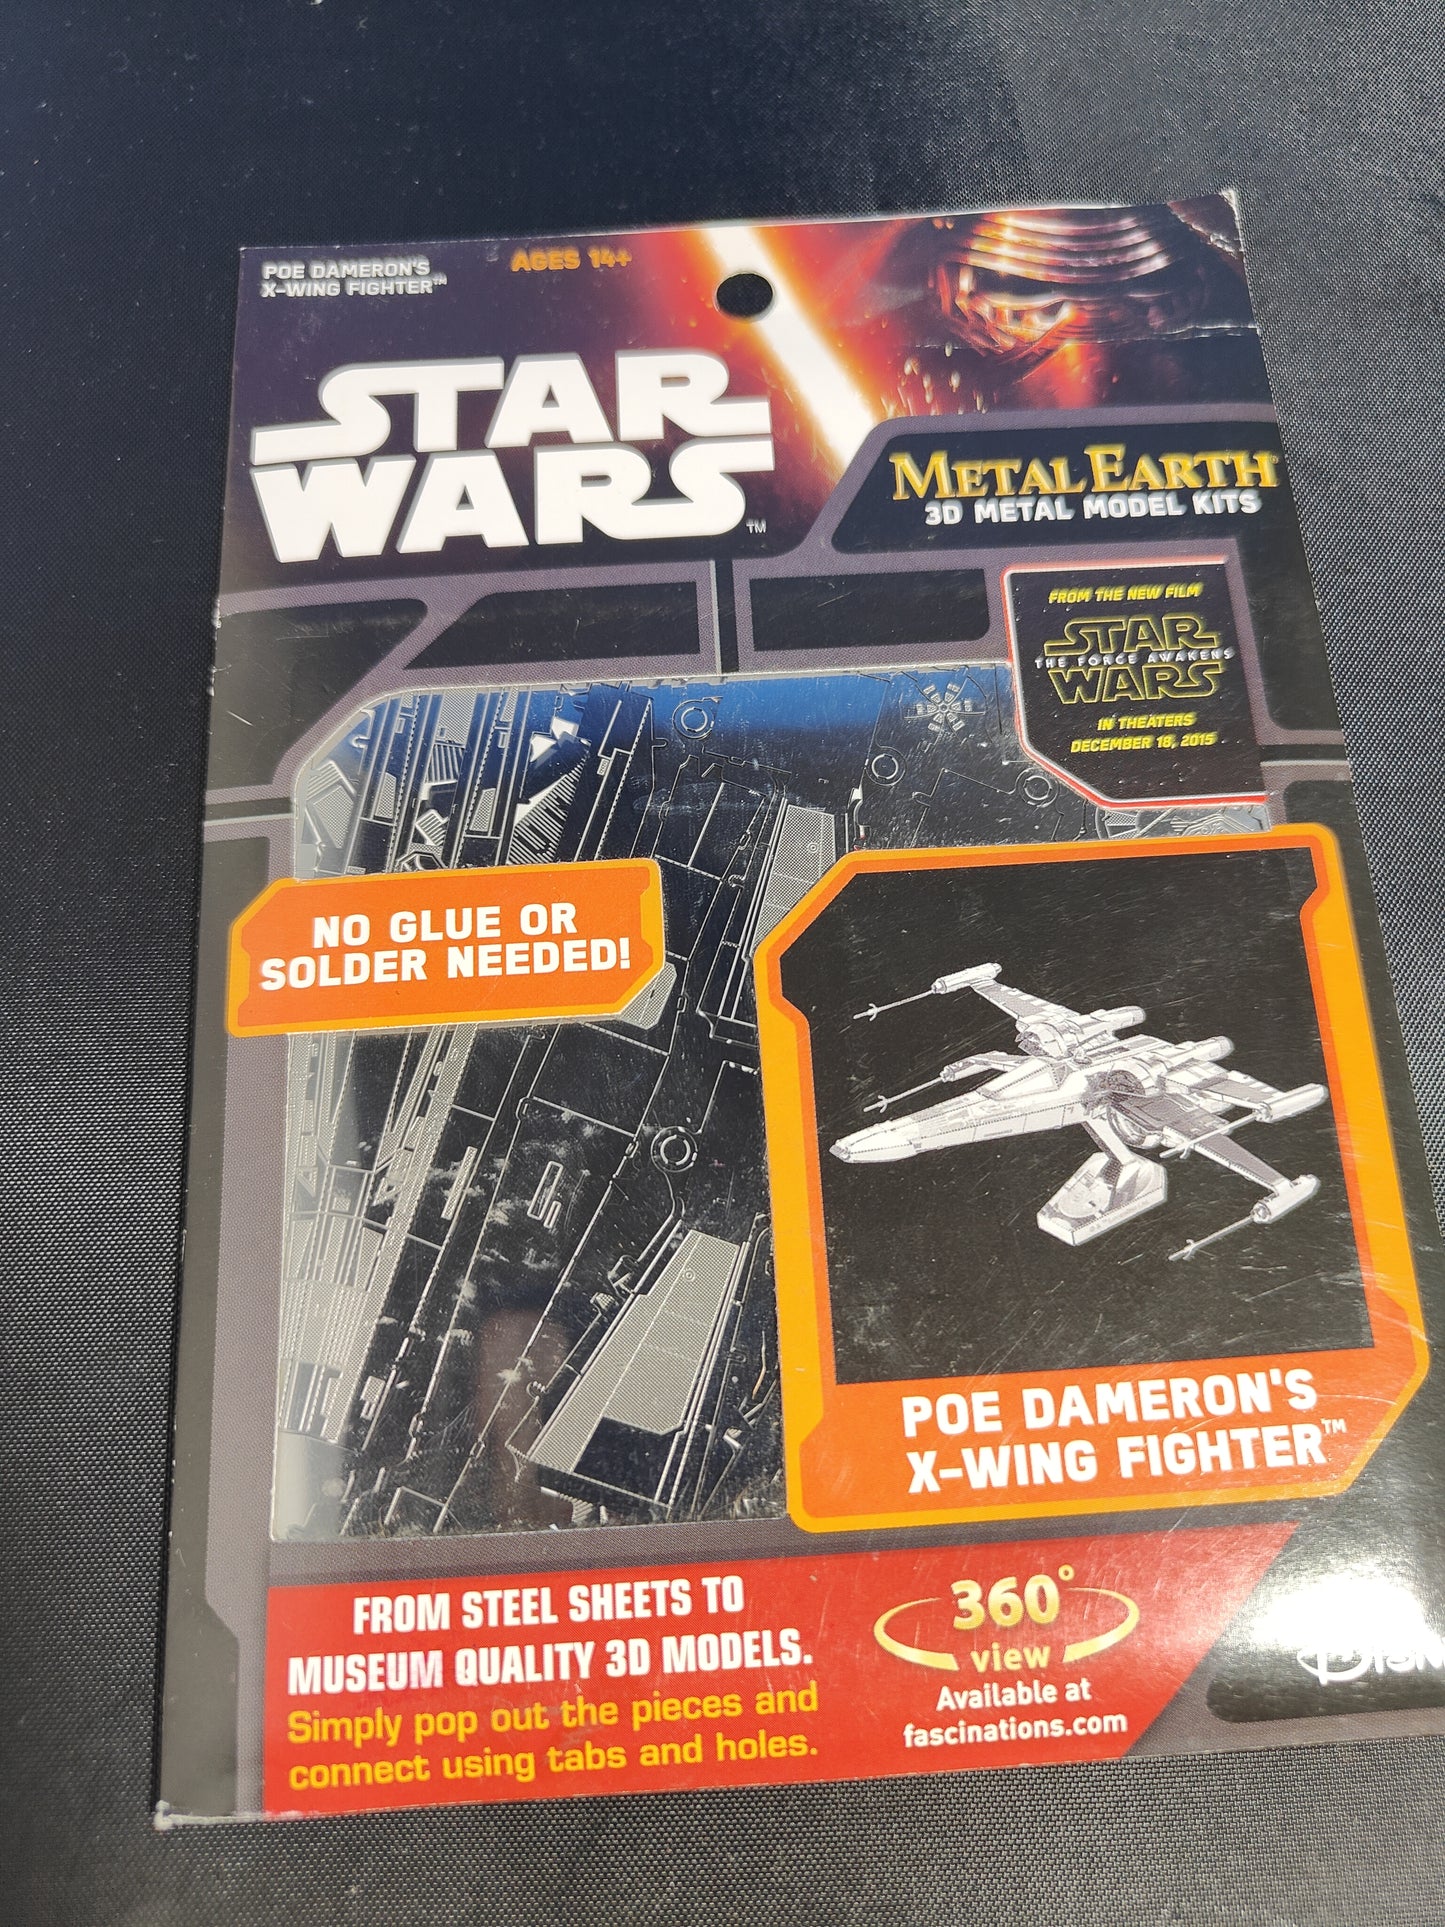 POE DAMERON'S
X-WING FIGHTER™
AGES 14+
STAR
WARS™
METAL EARTH®
3D METAL MODEL KITS
FROM THE NEW FILM
STAR
THE FORCE AWAKENS
WARS
IN THEATERS
DECEMBER 18, 2015
NO GLUE OR
SOLDER NEEDED!
POE DAMERON'S
X-WING FIGHTER™
FROM STEEL SHEETS TO
MUSEUM QUALITY 3D MODELS.
Simply pop out the pieces and
connect using tabs and holes.
360°
view
Available at
fascinations.com